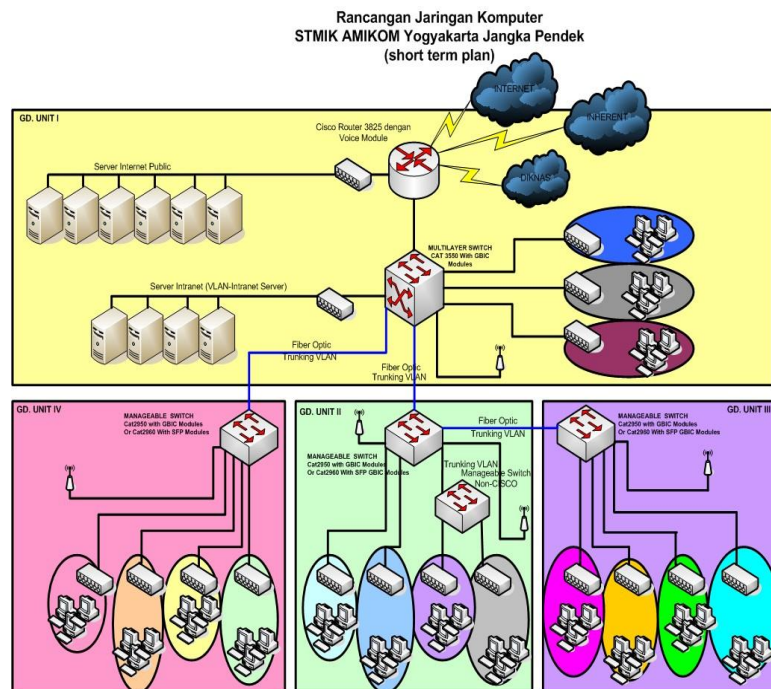 Rancangan Jaringan Komputer
STMIK AMIKOM Yogyakarta Jangka Pendek
(short term plan)
INTERNET
INHERENT
DIKNAS
GD. UNIT I
Cisco Router 3825 dengan
Voice Module
Server Internet Public
MULTILAYER SWITCH
CAT 3550 With GBIC
Modules
Server Intranet (VLAN-Intranet Server)
Fiber Optic
Trunking VLAN
Fiber Optic
Trunking VLAN
GD. UNIT IV
MANAGEABLE SWITCH
Cat2950 with GBIC Modules
Or Cat2960 With SFP Modules
GD. UNIT II
MANAGEABLE SWITCH
Cat2950 with GBIC Modules
Or Cat2960 With SFP GBIC Modules
Fiber Optic
Trunking VLAN
Trunking VLAN
Manageable Switch
Non-CISCO
GD. UNIT III
MANAGEABLE SWITCH
Cat2950 with GBIC Modules
Or Cat2960 With SFP GBIC Modules